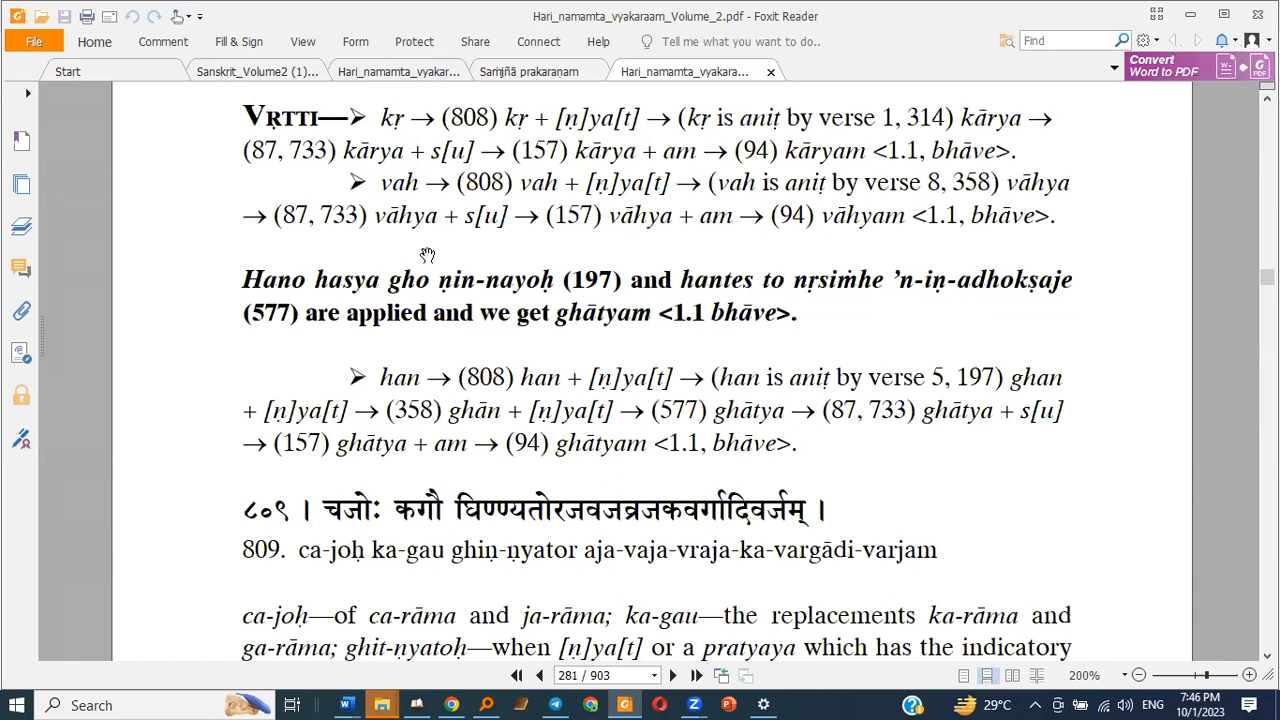 Hari_namamta_vyakaraam_Volume_2.pdf - Foxit Reader
File Home Comment Fill & Sign View Form Protect Share Connect Help Tell me what you want to do.. Find
Start Sanskrit_Volume2 (1)... Hari_namamta_vyakar... Saṁjñā prakaraṇam Hari_namamta_vyakara... Convert Word to PDF
VṚTTI—➢ kṛ → (808) kṛ + [ṇ]ya[t] → (kṛ is aniṭ by verse 1, 314) kārya →
(87, 733) kārya + s[u] → (157) kārya + am → (94) kāryam <1.1, bhāve>.
➢ vah → (808) vah + [ṇ]ya[t] → (vah is aniṭ by verse 8, 358) vāhya
→ (87, 733) vāhya + s[u] → (157) vāhya + am → (94) vāhyam <1.1, bhāve>.
Hano hasya gho ṇin-nayoḥ (197) and hantes to nṛsiṁhe ’n-iṇ-adhokṣaje
(577) are applied and we get ghātyam <1.1 bhāve>.
➢ han → (808) han + [ṇ]ya[t] → (han is aniṭ by verse 5, 197) ghan
+ [ṇ]ya[t] → (358) ghān + [ṇ]ya[t] → (577) ghātya → (87, 733) ghātya + s[u]
→ (157) ghātya + am → (94) ghātyam <1.1, bhāve>.
८०९ । चजोः कगौ घिण्ण्यतोरजवजव्रजकवर्गादिवर्जम् ।
809. ca-joḥ ka-gau ghiṇ-ṇyator aja-vaja-vraja-ka-vargādi-varjam
ca-joḥ—of ca-rāma and ja-rāma; ka-gau—the replacements ka-rāma and
ga-rāma; ghit-ṇyatoḥ—when [ṇ]ya[t] or a pratyaya which has the indicatory
281 / 903 200%
Search 29°C 7:46 PM
10/1/2023